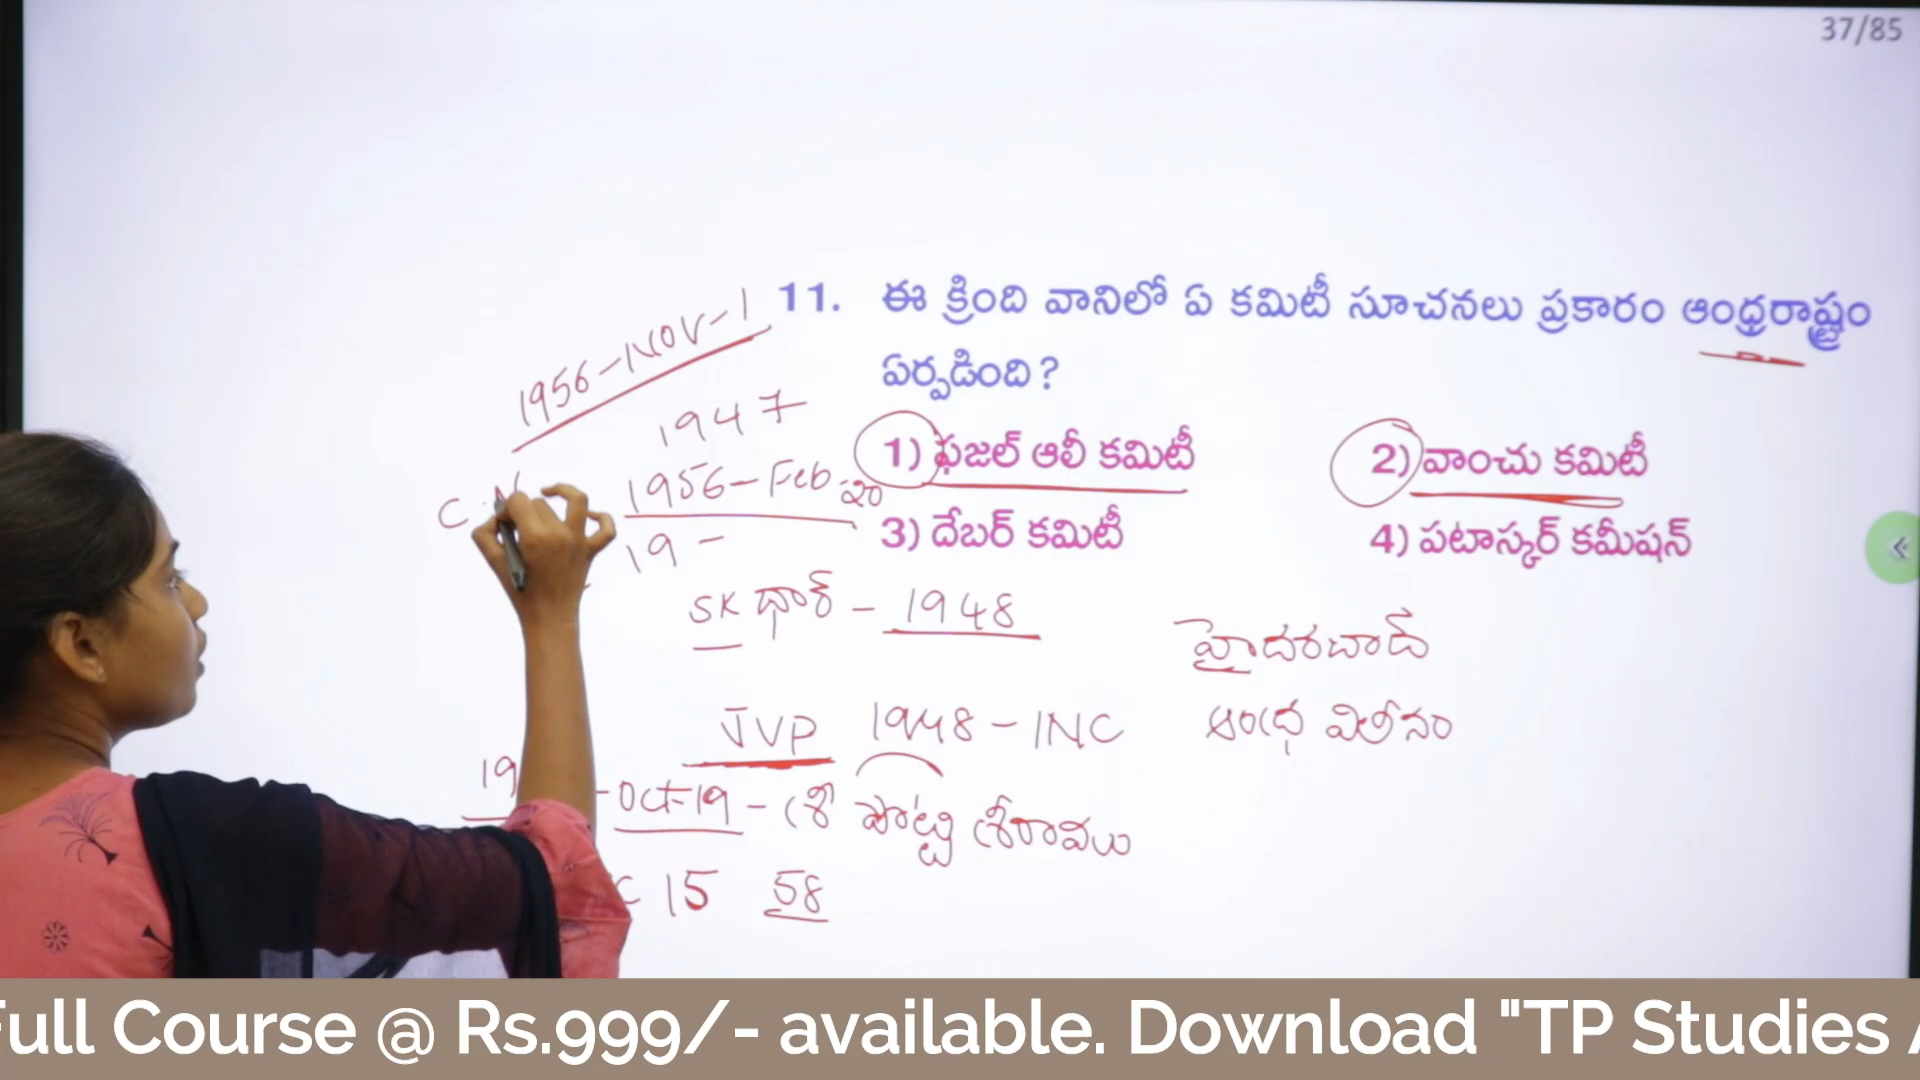 37/85
11. ఈ క్రింది వానిలో ఏ కమిటీ సూచనలు ప్రకారం ఆంధ్రరాష్ట్రం
ఏర్పడింది?
1) ఫజల్ ఆలీ కమిటీ 2) వాంచు కమిటీ
3) దేబర్ కమిటీ 4) పటాస్కర్ కమీషన్
1956-NOV-1
1947
1956-Feb-20
19-
SK థార్ - 1948
హైదరబాద్
JVP 1948-INC
ఆంధ్ర విలీనం
-Oct-19 - శ్రీ పొట్టి శ్రీరాములు
15 58
Full Course @ Rs.999/- available. Download "TP Studies